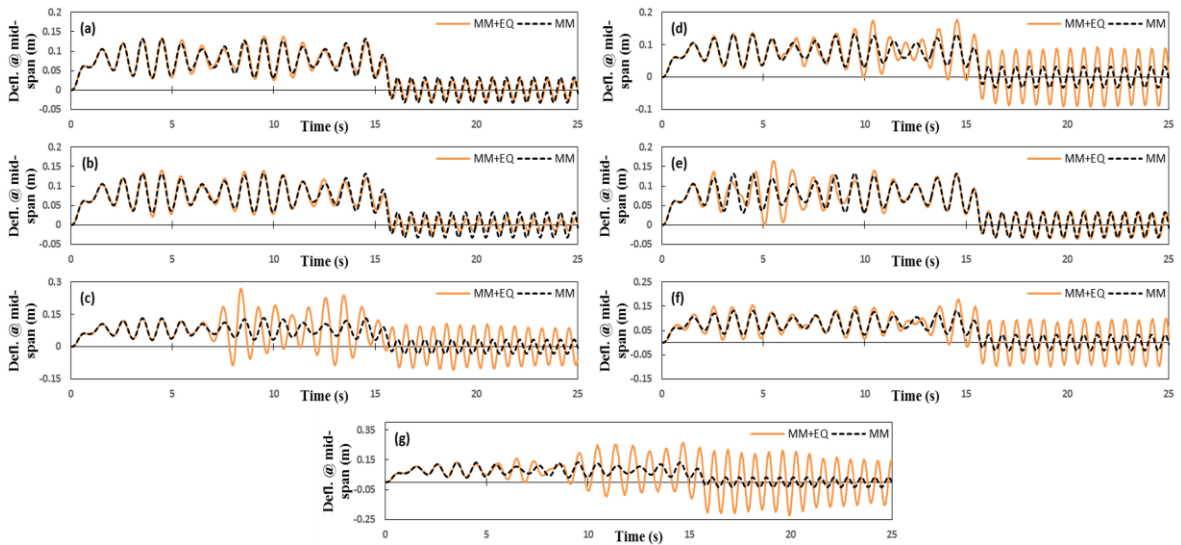 0.2
(a)
MM+EQ MM
0.15
0.1
0.05
0
-0.05
0 5 10 15 20 25
Defl. @ mid-
span (m)
Time (s)
0.2
(d)
MM+EQ MM
0.1
0
-0.1
0 5 10 15 20 25
Defl. @ mid-
span (m)
Time (s)
0.2
(b)
MM+EQ MM
0.15
0.1
0.05
0
-0.05
0 5 10 15 20 25
Defl. @ mid-
span (m)
Time (s)
0.2
(e)
MM+EQ MM
0.15
0.1
0.05
0
-0.05
0 5 10 15 20 25
Defl. @ mid-
span (m)
Time (s)
0.3
(c)
MM+EQ MM
0.15
0
-0.15
0 5 10 15 20 25
Defl. @ mid-
span (m)
Time (s)
0.25
(f)
MM+EQ MM
0.15
0.05
-0.05
-0.15
0 5 10 15 20 25
Defl. @ mid-
span (m)
Time (s)
0.35
(g)
MM+EQ MM
0.15
-0.05
-0.25
0 5 10 15 20 25
Defl. @ mid-
span (m)
Time (s)